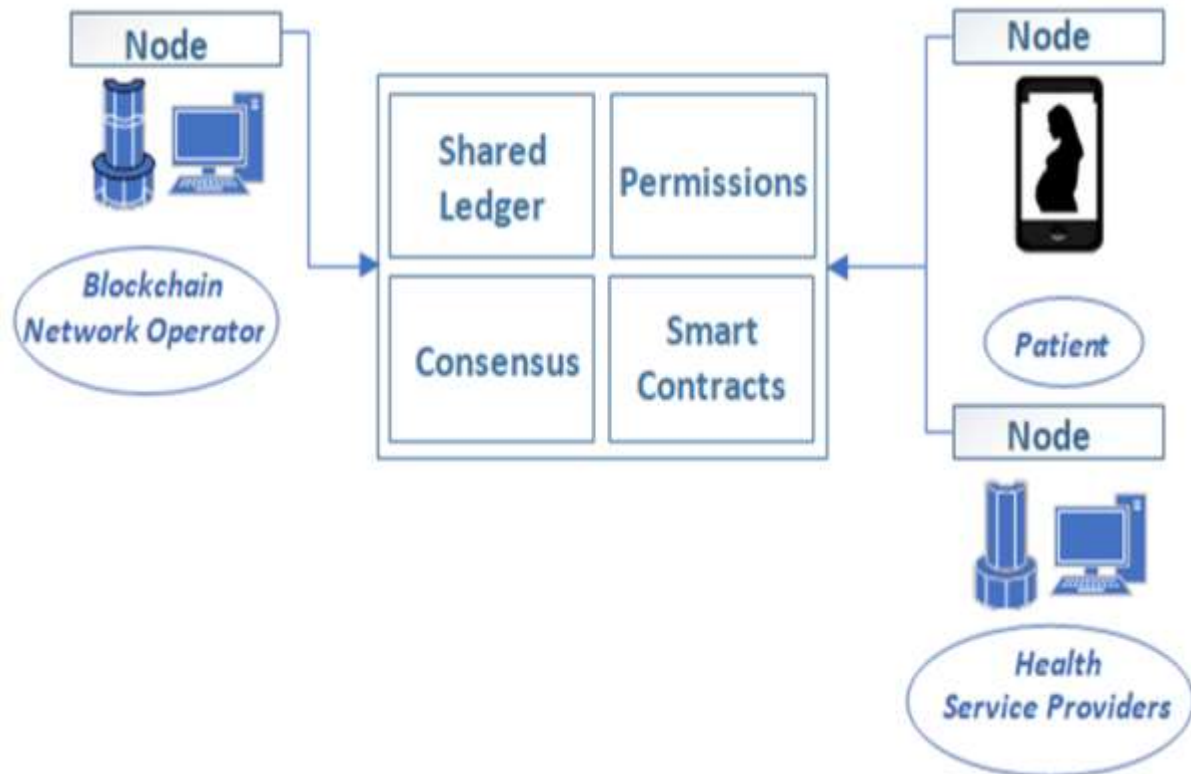 Node
Node
Shared
Ledger
Permissions
Blockchain
Network Operator
Consensus
Smart
Contracts
Patient
Node
Health
Service Providers